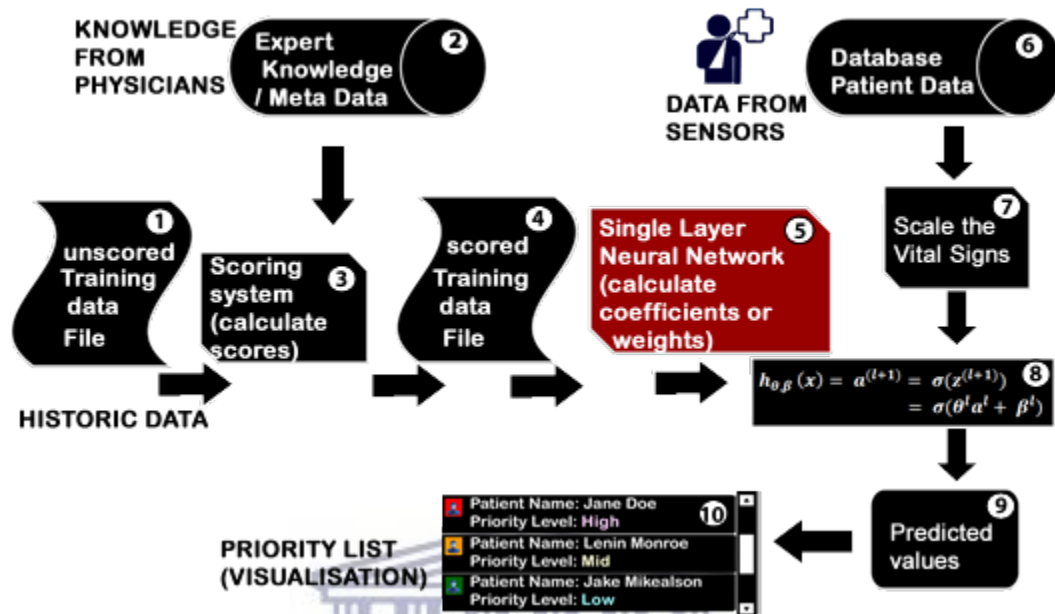 KNOWLEDGE
FROM
PHYSICIANS
Expert
Knowledge
/ Meta Data
2
DATA FROM
SENSORS
Database
Patient Data
6
1
unscored
Training
data
File
HISTORIC DATA
Scoring
system
(calculate
scores)
3
4
scored
Training
data
File
Single Layer
Neural Network
(calculate
coefficients or
weights)
5
7
Scale the
Vital Signs
h_{θ,β}(x) = a^{(l+1)} = σ(z^{(l+1)})
= σ(θ^l a^l + β^l)
8
9
Predicted
values
PRIORITY LIST
(VISUALISATION)
Patient Name: Jane Doe
Priority Level: High
10
Patient Name: Lenin Monroe
Priority Level: Mid
Patient Name: Jake Mikealson
Priority Level: Low